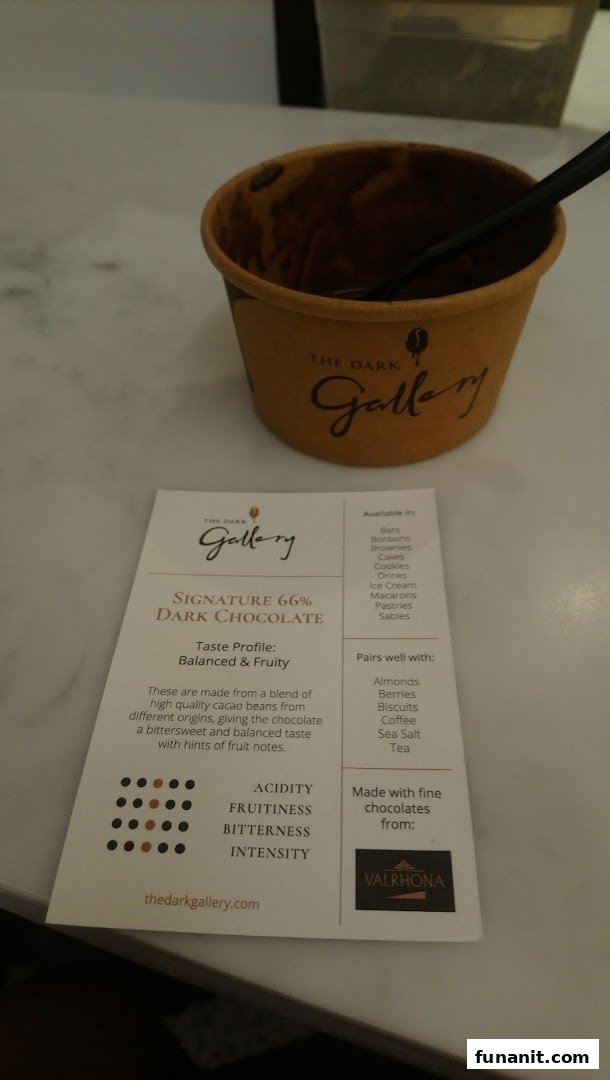 THE DARK
Gallery
THE DARK
Gallery
SIGNATURE 66%
DARK CHOCOLATE
Taste Profile:
Balanced & Fruity
These are made from a blend of
high quality cacao beans from
different origins, giving the chocolate
a bittersweet and balanced taste
with hints of fruit notes.
ACIDITY
FRUITINESS
BITTERNESS
INTENSITY
thedarkgallery.com
Available in:
Bars
Bonbons
Brownies
Cakes
Cookies
Drinks
Ice Cream
Macarons
Pastries
Sables
Pairs well with:
Almonds
Berries
Biscuits
Coffee
Sea Salt
Tea
Made with fine
chocolates
from:
VALRHONA
funanit.com